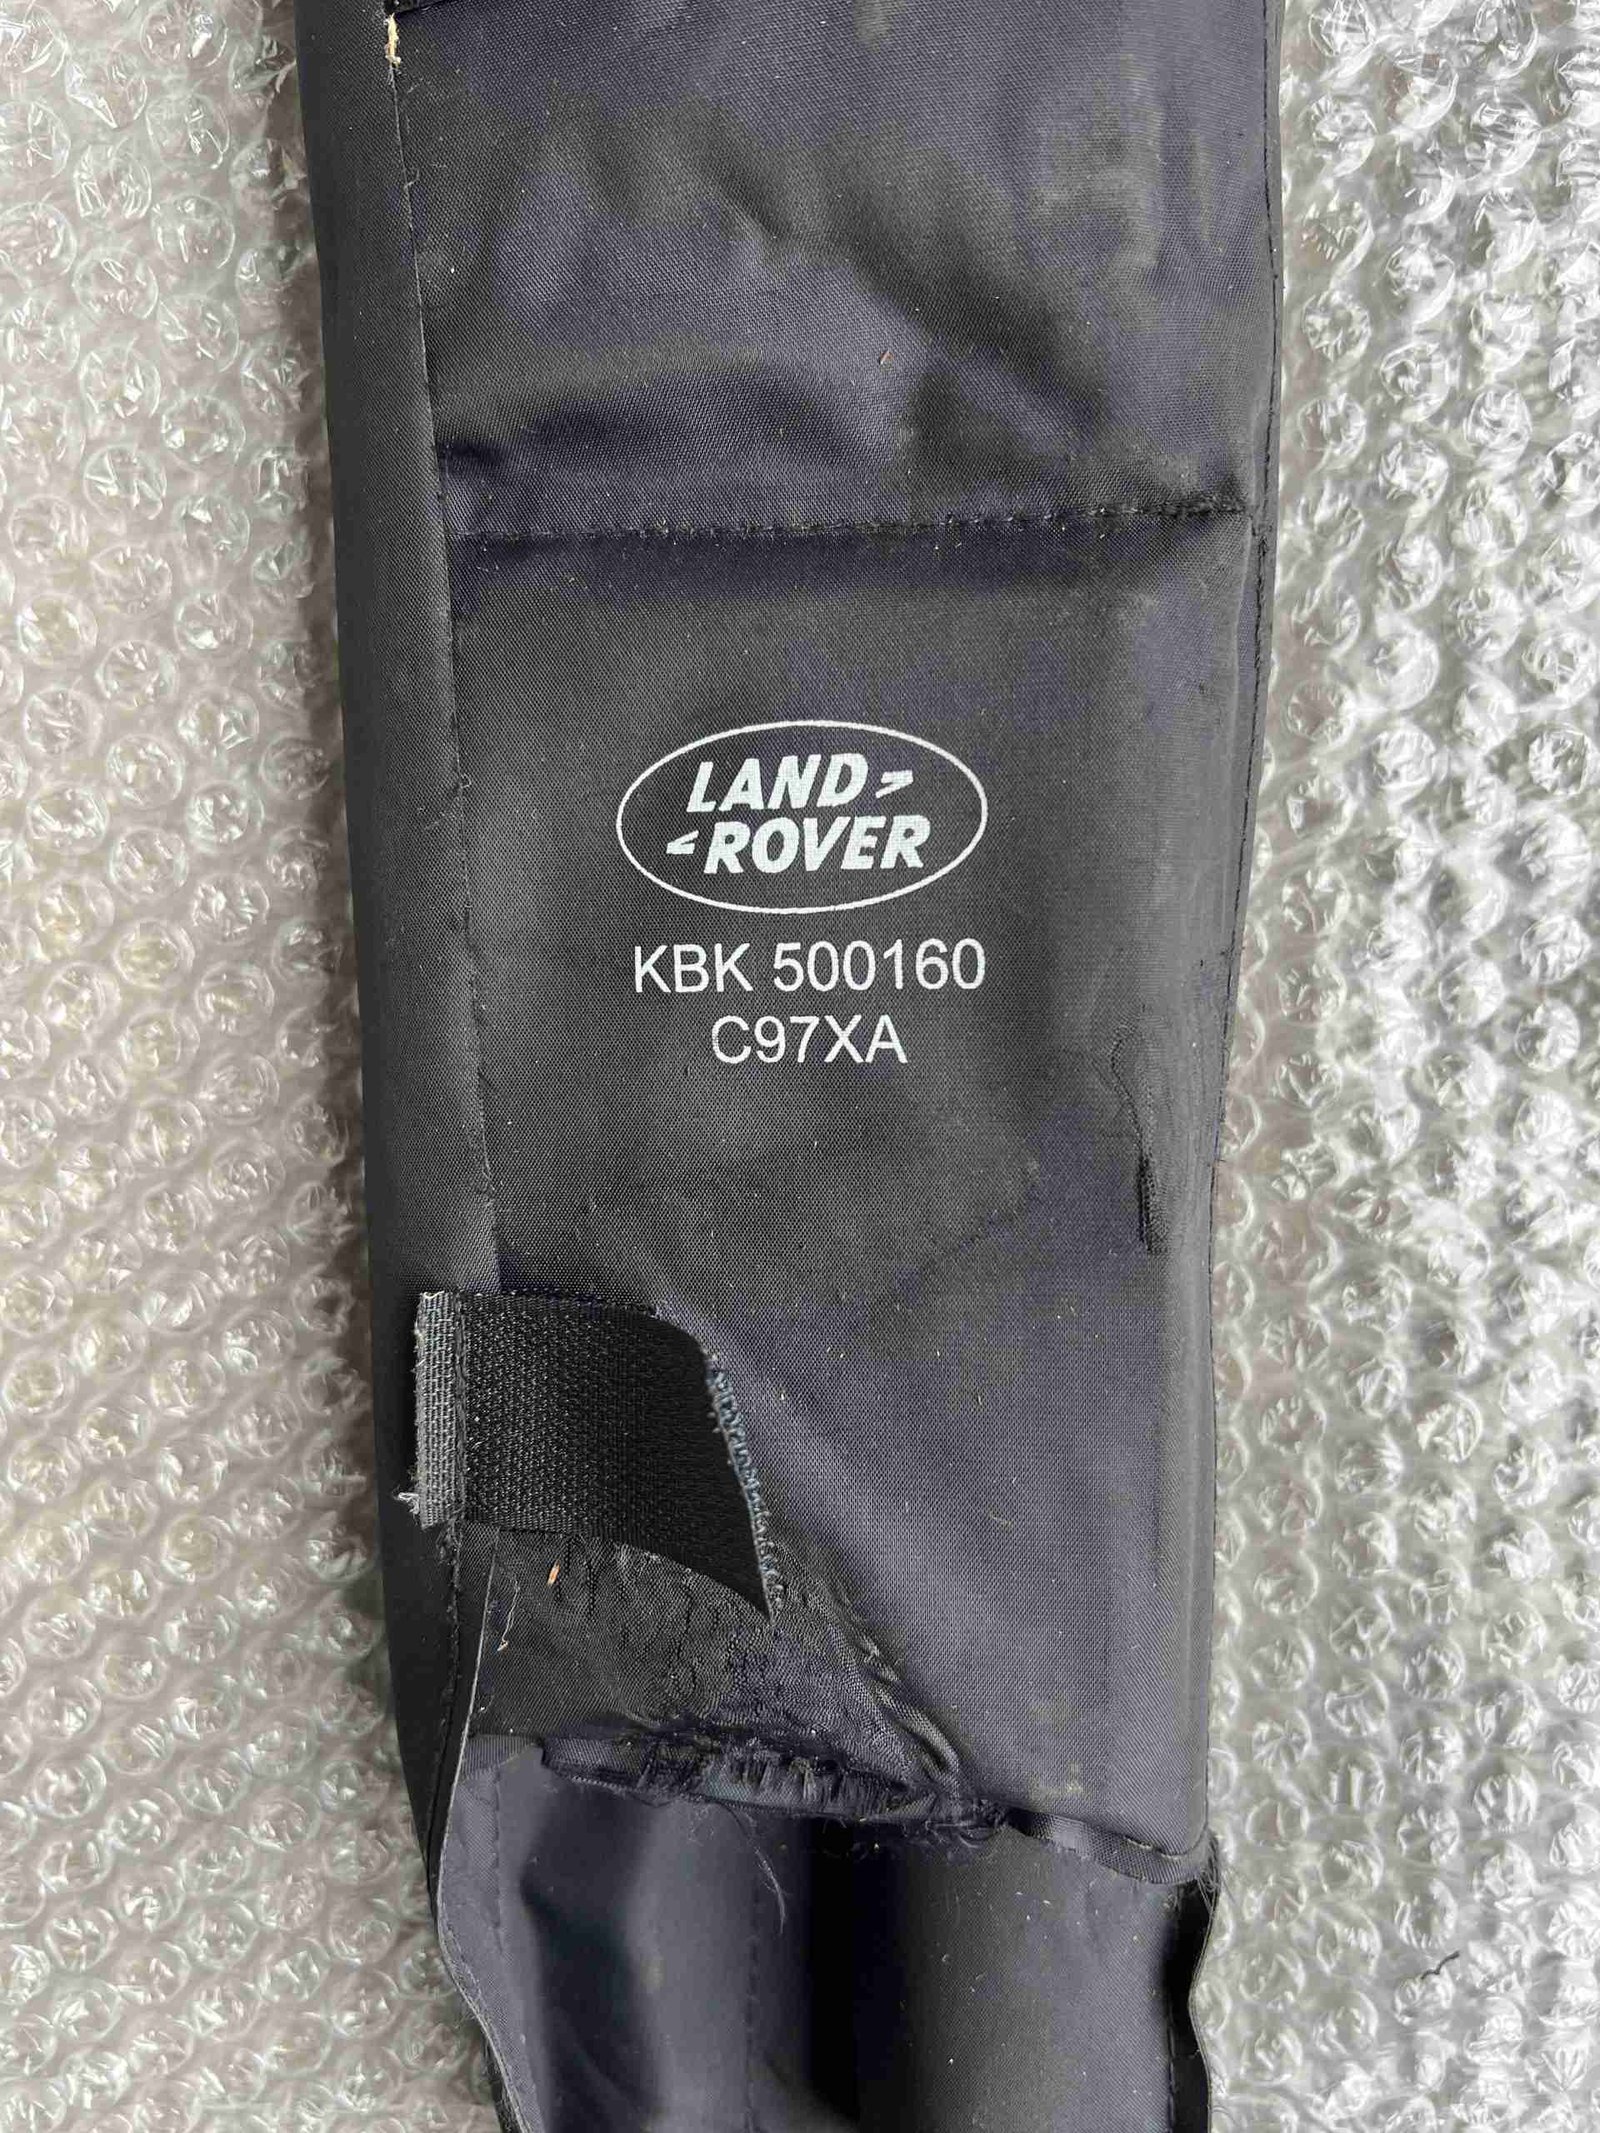 LAND
ROVER
KBK 500160
C97XA